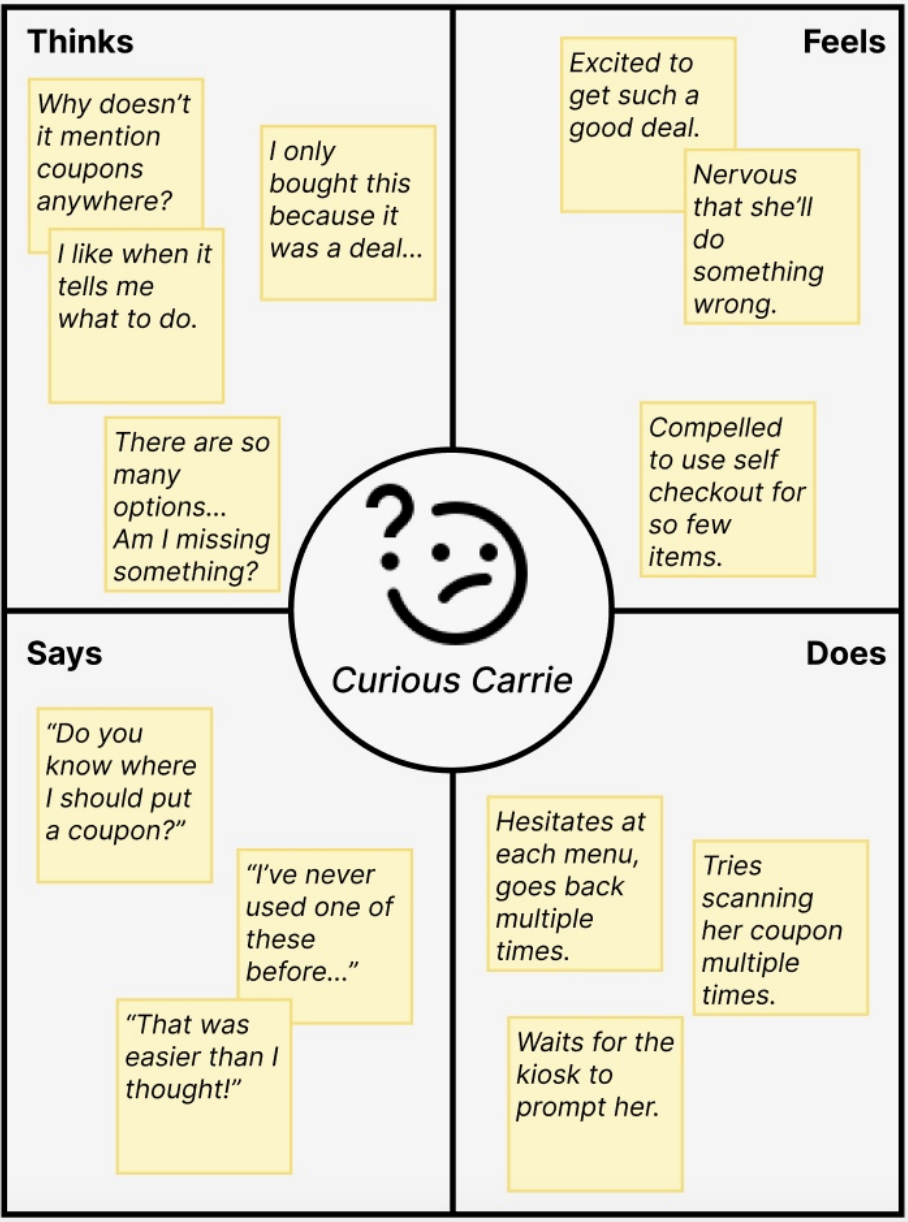 Thinks
Why doesn’t
it mention
coupons
anywhere?
I only
bought this
because it
was a deal...
I like when it
tells me
what to do.
There are so
many
options...
Am I missing
something?
Feels
Excited to
get such a
good deal.
Nervous
that she’ll
do
something
wrong.
Compelled
to use self
checkout for
so few
items.
?
Curious Carrie
Says
“Do you
know where
I should put
a coupon?”
“I’ve never
used one of
these
before...”
“That was
easier than I
thought!”
Does
Hesitates at
each menu,
goes back
multiple
times.
Tries
scanning
her coupon
multiple
times.
Waits for the
kiosk to
prompt her.